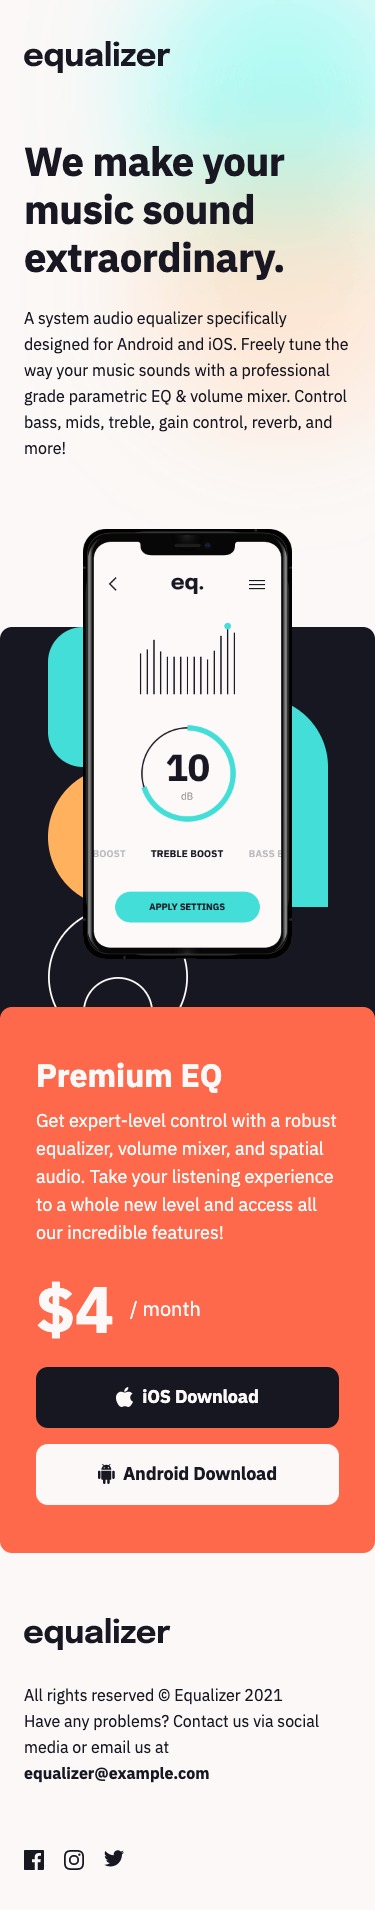 equalizer
We make your
music sound
extraordinary.
A system audio equalizer specifically
designed for Android and iOS. Freely tune the
way your music sounds with a professional
grade parametric EQ & volume mixer. Control
bass, mids, treble, gain control, reverb, and
more!
eq.
10
dB
BOOST TREBLE BOOST BASS
APPLY SETTINGS
Premium EQ
Get expert-level control with a robust
equalizer, volume mixer, and spatial
audio. Take your listening experience
to a whole new level and access all
our incredible features!
$4 / month
iOS Download
Android Download
equalizer
All rights reserved © Equalizer 2021
Have any problems? Contact us via social
media or email us at
equalizer@example.com